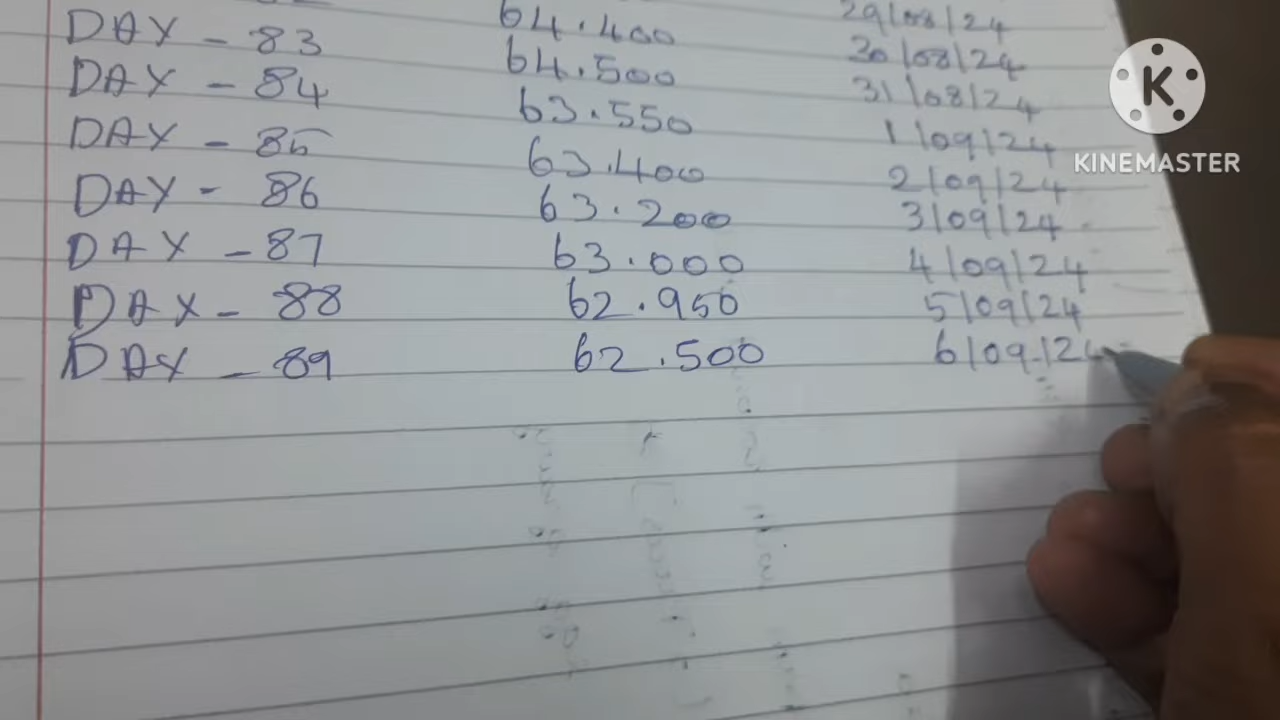 29/08/24
64.400 30/08/24
DAY - 83 64.500 31/08/24
DAY - 84 63.550 1/09/24
DAY - 85 63.400 2/09/24
DAY - 86 63.200 3/09/24
DAY - 87 63.000 4/09/24
DAY - 88 62.950 5/09/24
DAY - 89 62.500 6/09/24
K
KINEMASTER